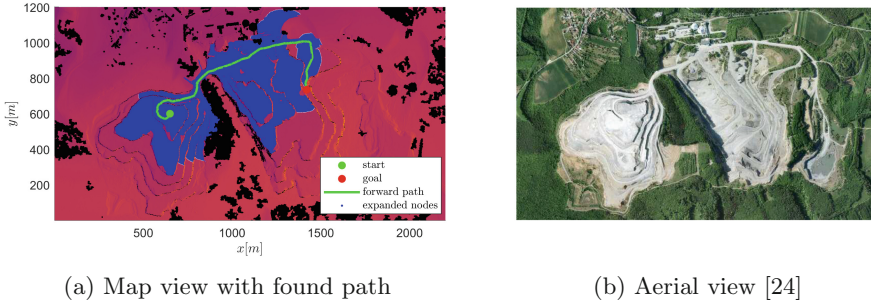 1200
1000
800
600
400
200
y[m]
500
1000
1500
2000
x[m]
start
goal
forward path
expanded nodes
(a) Map view with found path
(b) Aerial view [24]